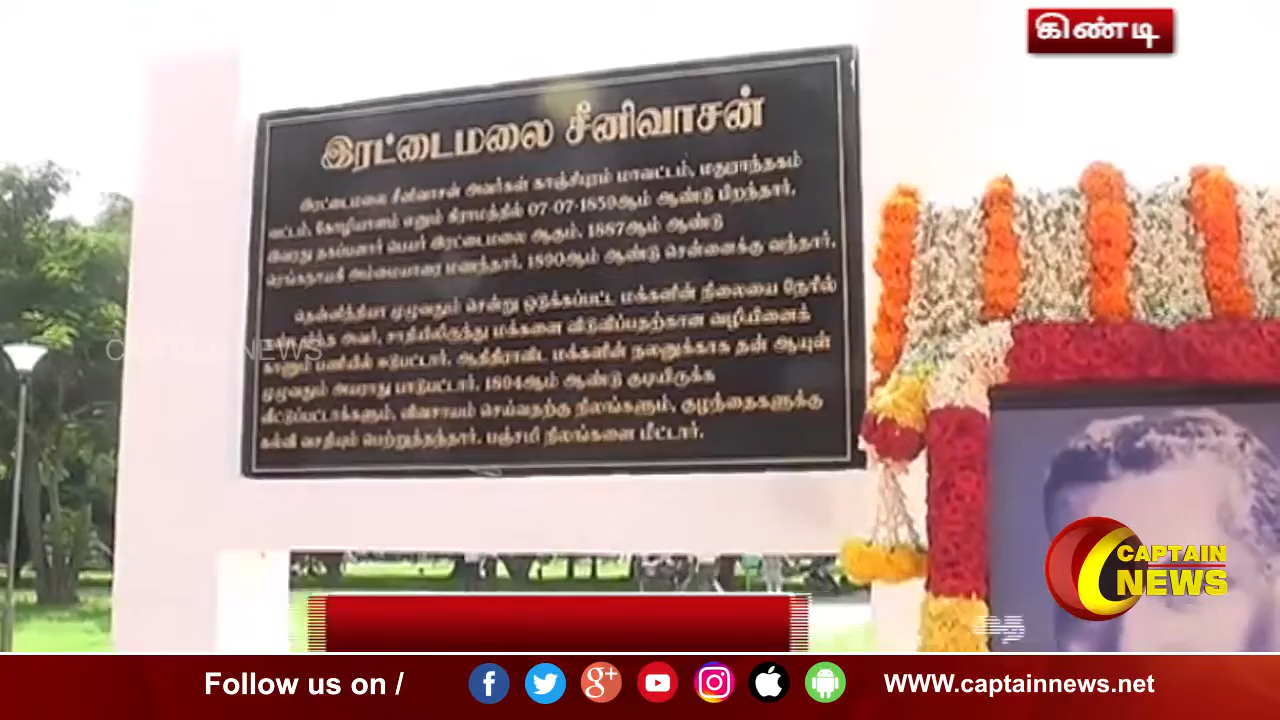 கிண்டி
இரட்டைமலை சீனிவாசன்
இரட்டைமலை சீனிவாசன் அவர்கள் காஞ்சிபுரம் மாவட்டம், மதுராந்தகம்
வட்டம், கோழியாளம் எனும் கிராமத்தில் 07-07-1859ஆம் ஆண்டு பிறந்தார்.
இவரது தகப்பனார் பெயர் இரட்டைமலை ஆகும். 1887ஆம் ஆண்டு
ரெங்கநாயகி அம்மையாரை மணந்தார். 1890ஆம் ஆண்டு சென்னைக்கு வந்தார்.
தென்னிந்தியா முழுவதும் சென்று ஒடுக்கப்பட்ட மக்களின் நிலையை நேரில்
அவர், சாதியிலிருந்து மக்களை விடுவிப்பதற்கான வழியினைக்
காணும் பணியில் ஈடுபட்டார். ஆதிதிராவிட மக்களின் நலனுக்காக தன் ஆயுள்
முழுவதும் அயராது பாடுபட்டார். 1894ஆம் ஆண்டு குடியிருக்க
வீட்டுப்பட்டாக்களும், விவசாயம் செய்வதற்கு நிலங்களும், குழந்தைகளுக்கு
கல்வி வசதியும் பெற்றுத்தந்தார். பஞ்சமி நிலங்களை மீட்டார்.
CAPTAIN NEWS
CAPTAIN
NEWS
Follow us on / WWW.captainnews.net